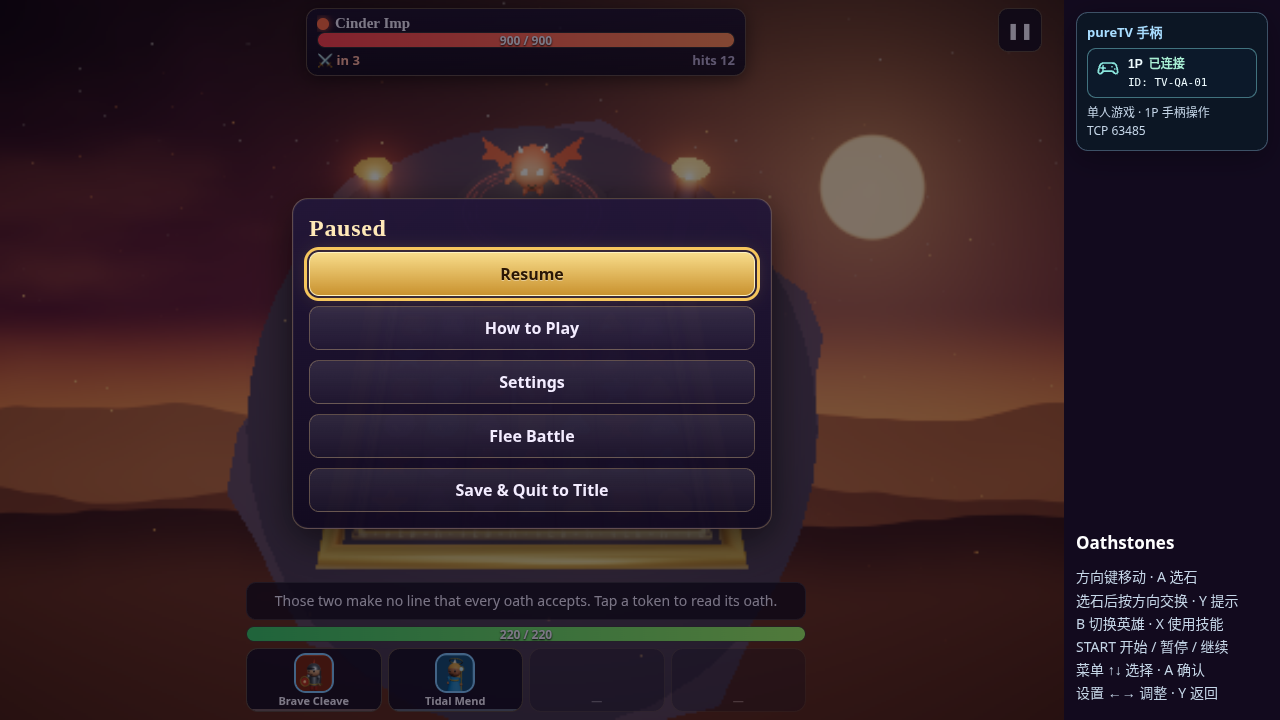 Cinder Imp
900 / 900
in 3
hits 12
Paused
Resume
How to Play
Settings
Flee Battle
Save & Quit to Title
Those two make no line that every oath accepts. Tap a token to read its oath.
220 / 220
Brave Cleave
Tidal Mend
—
—
pureTV 手柄
1P 已连接
ID: TV-QA-01
单人游戏 · 1P 手柄操作
TCP 63485
Oathstones
方向键移动 · A 选石
选石后按方向交换 · Y 提示
B 切换英雄 · X 使用技能
START 开始 / 暂停 / 继续
菜单 ↑↓ 选择 · A 确认
设置 ←→ 调整 · Y 返回